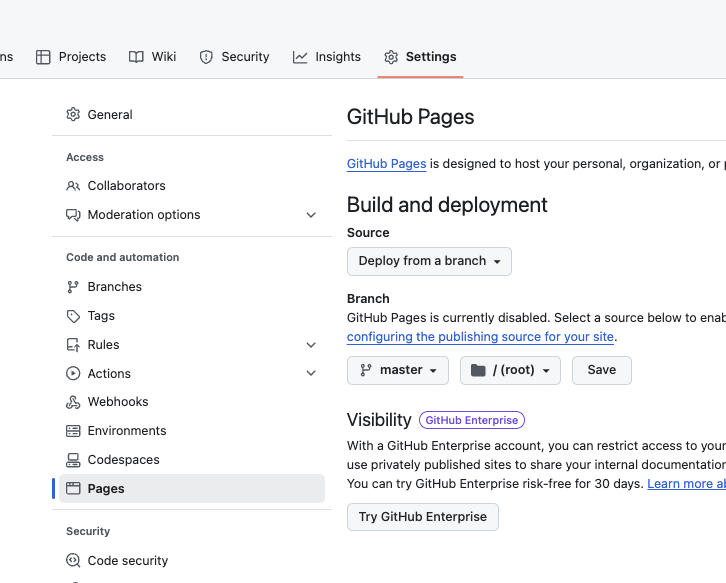 ns Projects Wiki Security Insights Settings
General
Access
Collaborators
Moderation options
Code and automation
Branches
Tags
Rules
Actions
Webhooks
Environments
Codespaces
Pages
Security
Code security
GitHub Pages
GitHub Pages is designed to host your personal, organization, or
Build and deployment
Source
Deploy from a branch
Branch
GitHub Pages is currently disabled. Select a source below to enab
configuring the publishing source for your site.
master / (root) Save
Visibility GitHub Enterprise
With a GitHub Enterprise account, you can restrict access to your
use privately published sites to share your internal documentation
You can try GitHub Enterprise risk-free for 30 days. Learn more ab
Try GitHub Enterprise